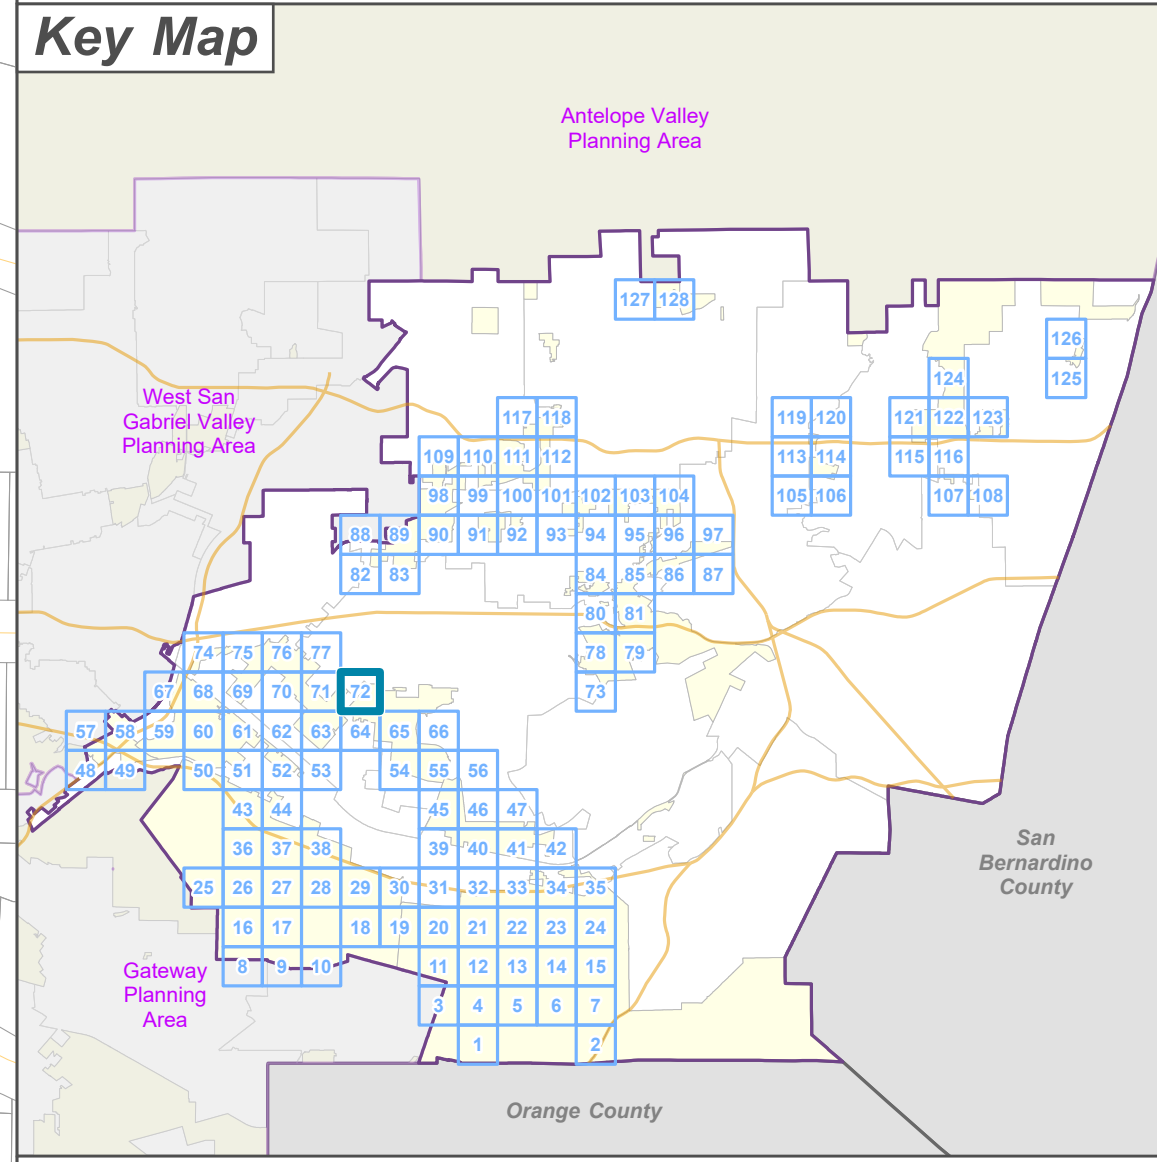 Key Map
Antelope Valley
Planning Area
127 128
126
West San
Gabriel Valley
Planning Area
124 125
117 118 119 120 121 122 123
109 110 111 112 113 114 115 116
98 99 100 101 102 103 104 105 106 107 108
88 89 90 91 92 93 94 95 96 97
82 83 84 85 86 87
80 81
74 75 76 77 78 79
67 68 69 70 71 72 73
57 58 59 60 61 62 63 64 65 66
48 49 50 51 52 53 54 55 56
43 44 45 46 47
36 37 38 39 40 41 42
San
Bernardino
County
25 26 27 28 29 30 31 32 33 34 35
16 17 18 19 20 21 22 23 24
8 9 10 11 12 13 14 15
Gateway
Planning
Area
3 4 5 6 7
1 2
Orange County